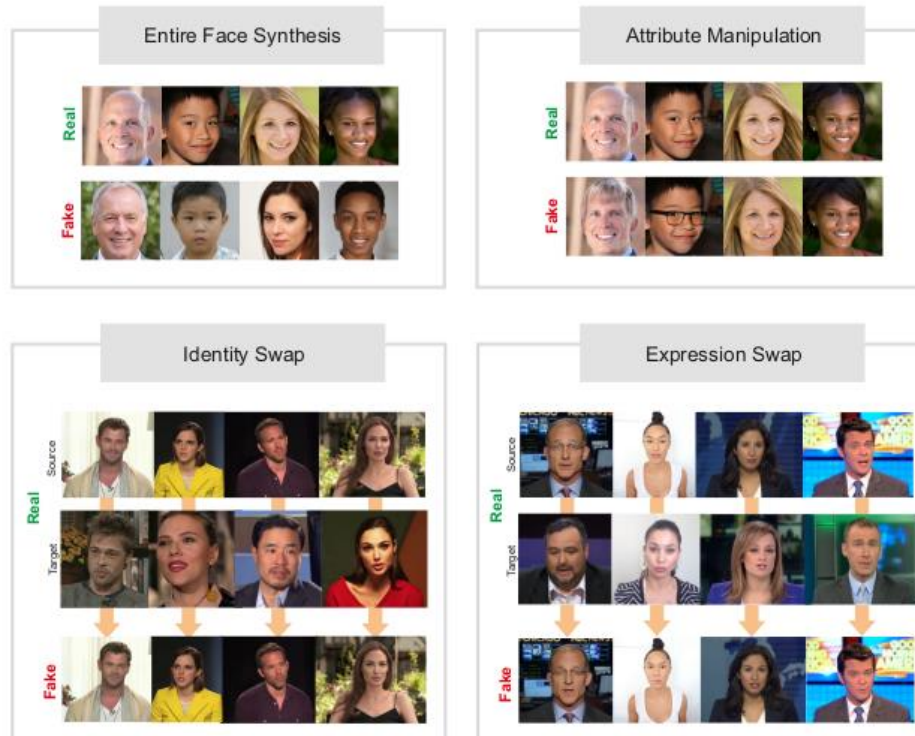 Entire Face Synthesis
Real
Fake
Attribute Manipulation
Real
Fake
Identity Swap
Real
Source
Target
Fake
Expression Swap
Real
Source
Target
Fake